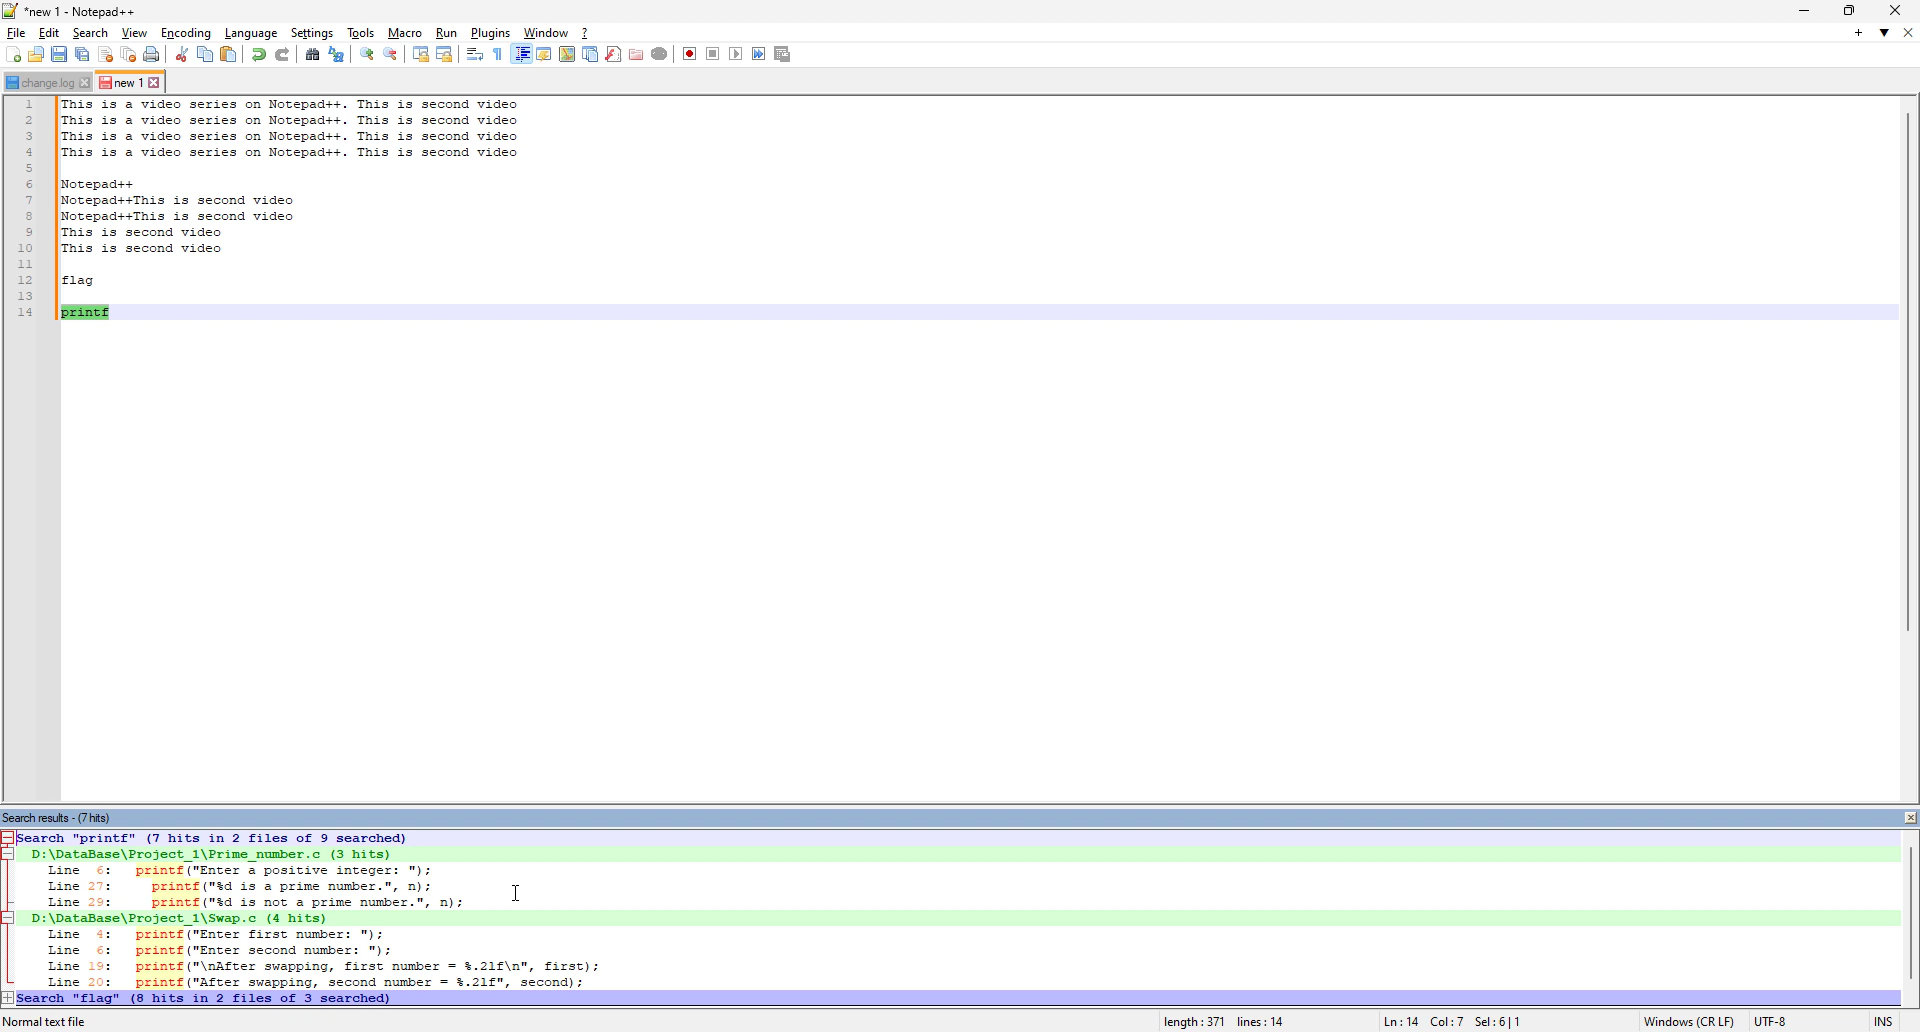 *new 1 - Notepad++
File Edit Search View Encoding Language Settings Tools Macro Run Plugins Window ?
change.log new 1
1 This is a video series on Notepad++. This is second video
2 This is a video series on Notepad++. This is second video
3 This is a video series on Notepad++. This is second video
4 This is a video series on Notepad++. This is second video
5
6 Notepad++
7 Notepad++This is second video
8 Notepad++This is second video
9 This is second video
10 This is second video
11
12 flag
13
14 printf
Search results - (7 hits)
Search "printf" (7 hits in 2 files of 9 searched)
D:\DataBase\Project_1\Prime_number.c (3 hits)
Line 6: printf("Enter a positive integer: ");
Line 27: printf("%d is a prime number.", n);
Line 29: printf("%d is not a prime number.", n);
D:\DataBase\Project_1\Swap.c (4 hits)
Line 4: printf("Enter first number: ");
Line 6: printf("Enter second number: ");
Line 19: printf("\nAfter swapping, first number = %.2lf\n", first);
Line 20: printf("After swapping, second number = %.2lf", second);
Search "flag" (8 hits in 2 files of 3 searched)
Normal text file length : 371 lines : 14 Ln : 14 Col : 7 Sel : 6 | 1 Windows (CR LF) UTF-8 INS